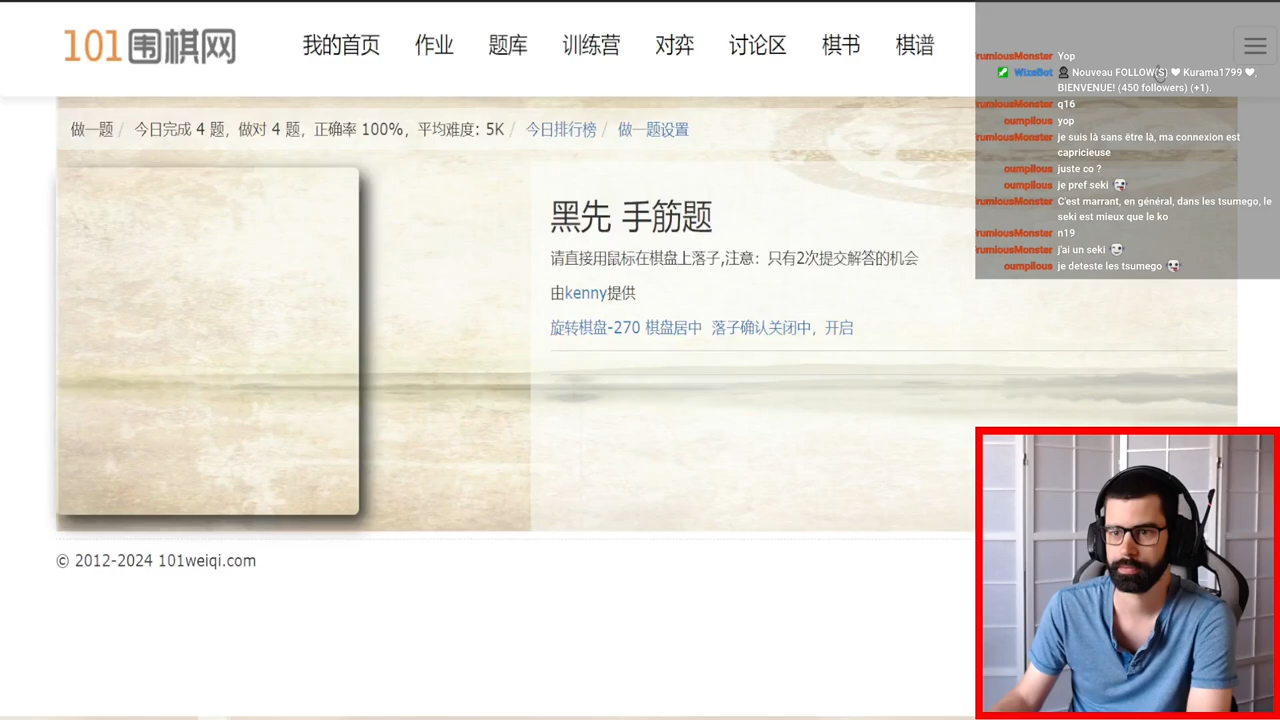 101围棋网
我的首页 作业 题库 训练营 对弈 讨论区 棋书 棋谱
做一题 / 今日完成 4 题，做对 4 题，正确率 100%，平均难度：5K / 今日排行榜 / 做一题设置
黑先 手筋题
请直接用鼠标在棋盘上落子,注意：只有2次提交解答的机会
由kenny提供
旋转棋盘-270 棋盘居中 落子确认关闭中，开启
© 2012-2024 101weiqi.com
rumiousMonster Yop
WizeBot Nouveau FOLLOW(S) ♥ Kurama1799 ♥,
BIENVENUE! (450 followers) (+1).
rumiousMonster q16
oumpilous yop
rumiousMonster je suis là sans être là, ma connexion est
capricieuse
oumpilous juste co ?
oumpilous je pref seki
rumiousMonster C'est marrant, en général, dans les tsumego, le
seki est mieux que le ko
rumiousMonster n19
rumiousMonster j'ai un seki
oumpilous je deteste les tsumego